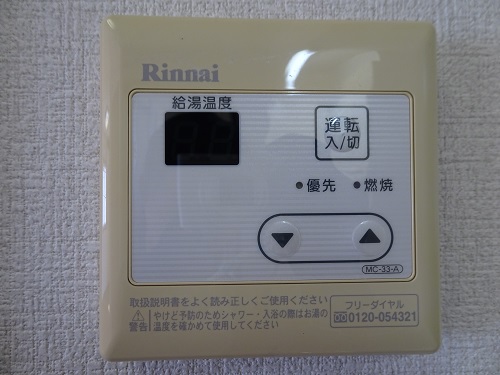 Rinnai
給湯温度
運転
入/切
優先 燃焼
▼ ▲
MC-33-A
取扱説明書をよく読み正しくご使用ください
フリーダイヤル
0120-054321
⚠警告 やけど予防のためシャワー・入浴の際はお湯の
温度を確かめて使用してください